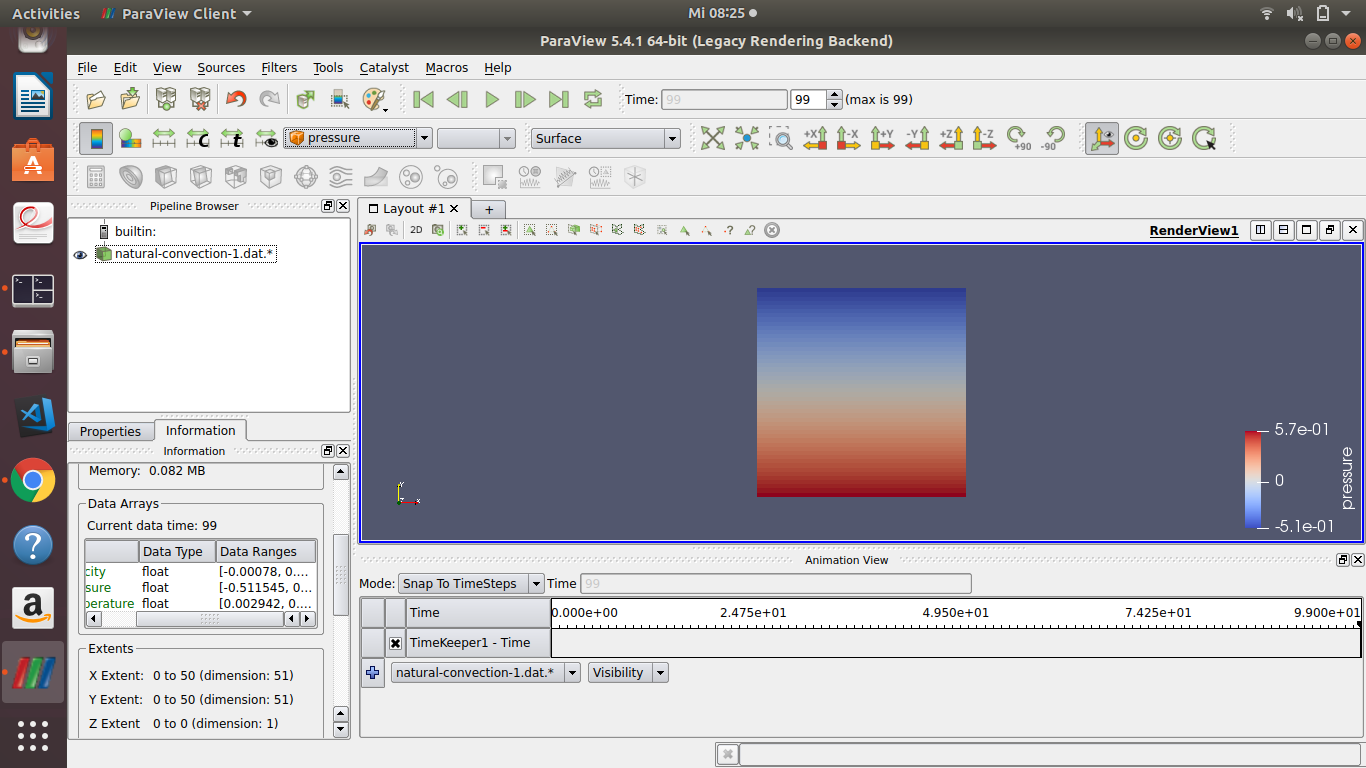 Activities ParaView Client Mi 08:25
ParaView 5.4.1 64-bit (Legacy Rendering Backend)
File Edit View Sources Filters Tools Catalyst Macros Help
Time: 99 99 (max is 99)
pressure Surface +X -X +Y -Y +Z -Z +90 -90
Pipeline Browser
builtin:
natural-convection-1.dat.*
Properties Information
Information
Memory: 0.082 MB
Data Arrays
Current data time: 99
Data Type Data Ranges
city float [-0.00078, 0....
sure float [-0.511545, 0...
perature float [0.002942, 0....
Extents
X Extent: 0 to 50 (dimension: 51)
Y Extent: 0 to 50 (dimension: 51)
Z Extent 0 to 0 (dimension: 1)
Layout #1 +
2D RenderView1
Y
Z X
5.7e-01
0
-5.1e-01
pressure
Animation View
Mode: Snap To TimeSteps Time 99
Time 0.000e+00 2.475e+01 4.950e+01 7.425e+01 9.900e+01
TimeKeeper1 - Time
natural-convection-1.dat.* Visibility